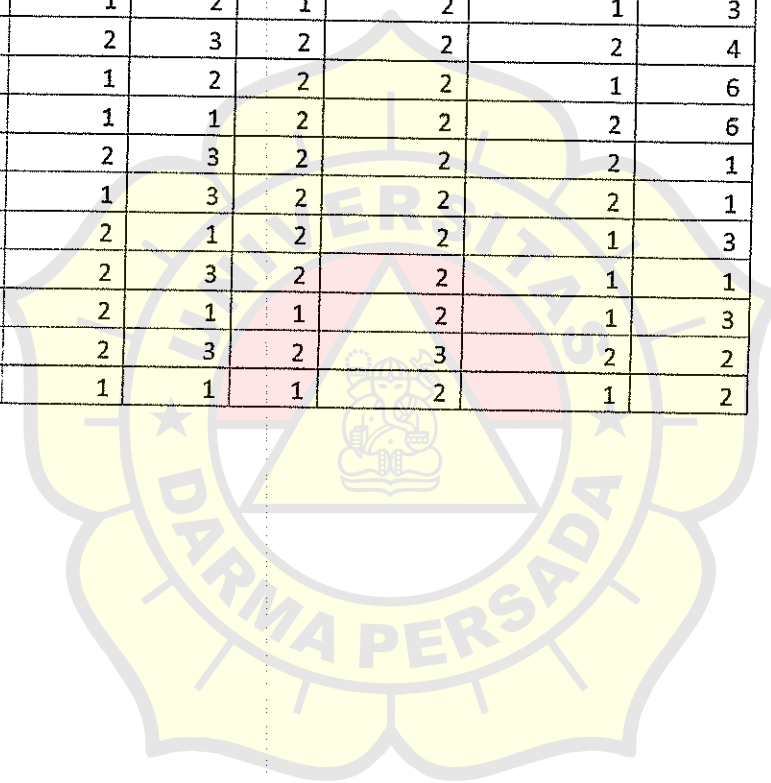 1 2 1 2 1 3
2 3 2 2 2 4
1 2 2 2 1 6
1 1 2 2 2 6
2 3 2 2 2 1
1 3 2 2 2 1
2 1 2 2 1 3
2 3 2 2 1 1
2 1 1 2 1 3
2 3 2 3 2 2
1 1 1 2 1 2
UNIVERSITAS
DARMA PERSADA